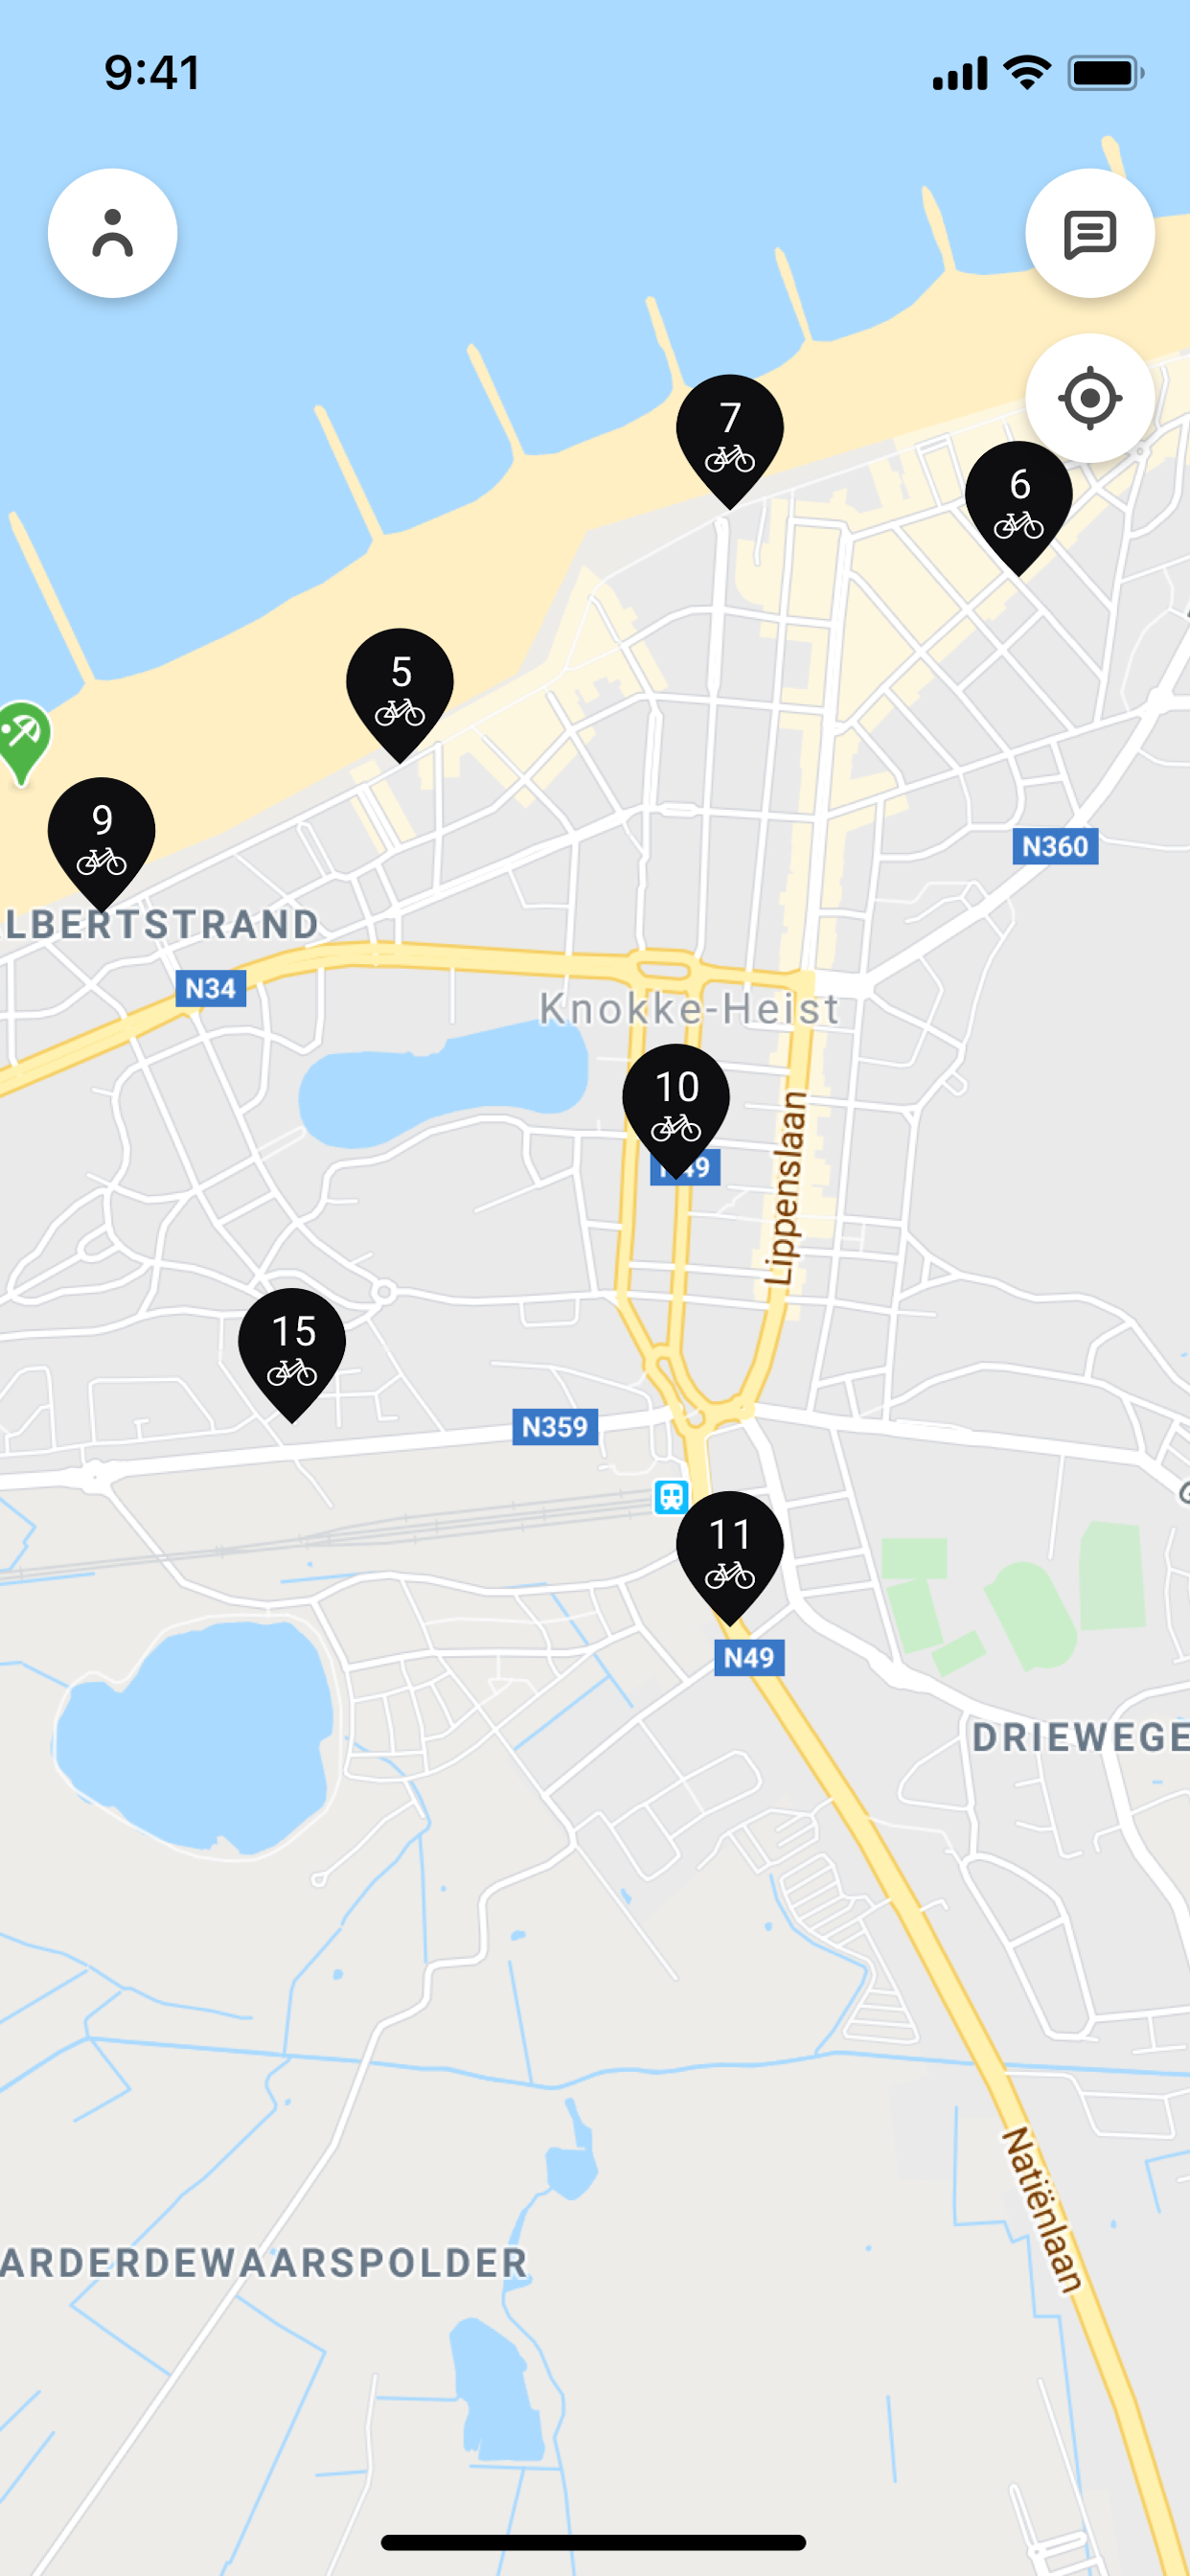 9:41
7
6
5
9
N360
LBERTSTRAND
N34
Knokke-Heist
10
49
Lippenslaan
15
N359
11
N49
DRIEWEGE
Natiënlaan
ARDERDEWAARSPOLDER